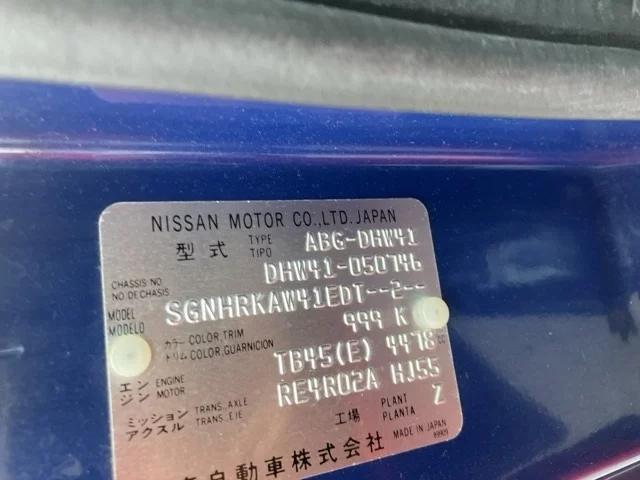 NISSAN MOTOR CO.,LTD.JAPAN
型式 TYPE TIPO ABG-DHW41
CHASSIS NO NO DE CHASIS DHW41-050746
MODEL MODELO SGNHRKAW41EDT--2--
カラー COLOR,TRIM トリム COLOR,GUARNICION 999 K
エンジン ENGINE MOTOR TB45(E) 4478 CC
ミッション TRANS.,AXLE アクスル TRANS.,EJE RE4R02A HJ55
工場 PLANT PLANTA Z
自動車株式会社 MADE IN JAPAN